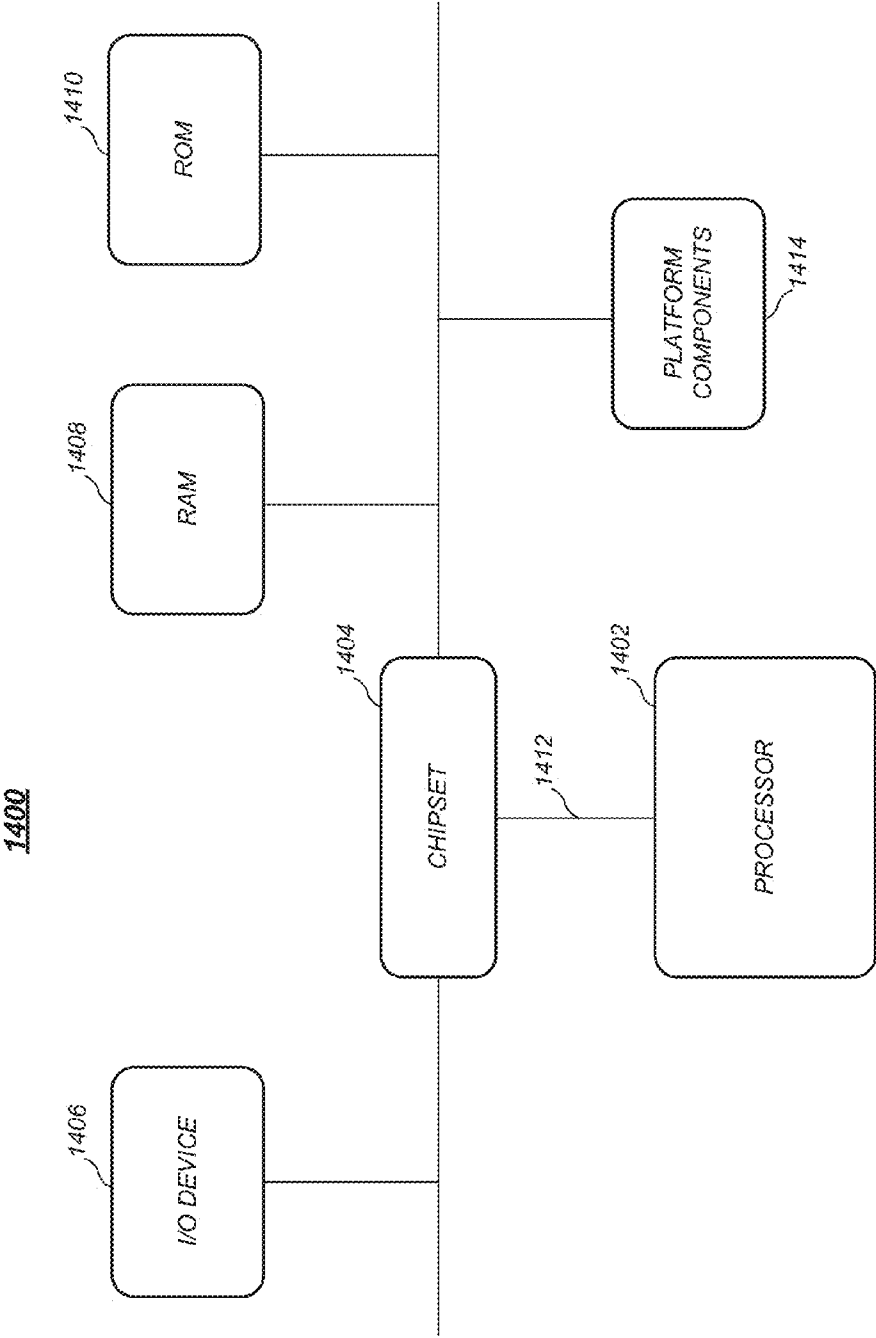 1400
1406
I/O DEVICE
1408
RAM
1410
ROM
1404
CHIPSET
1412
1402
PROCESSOR
PLATFORM
COMPONENTS
1414